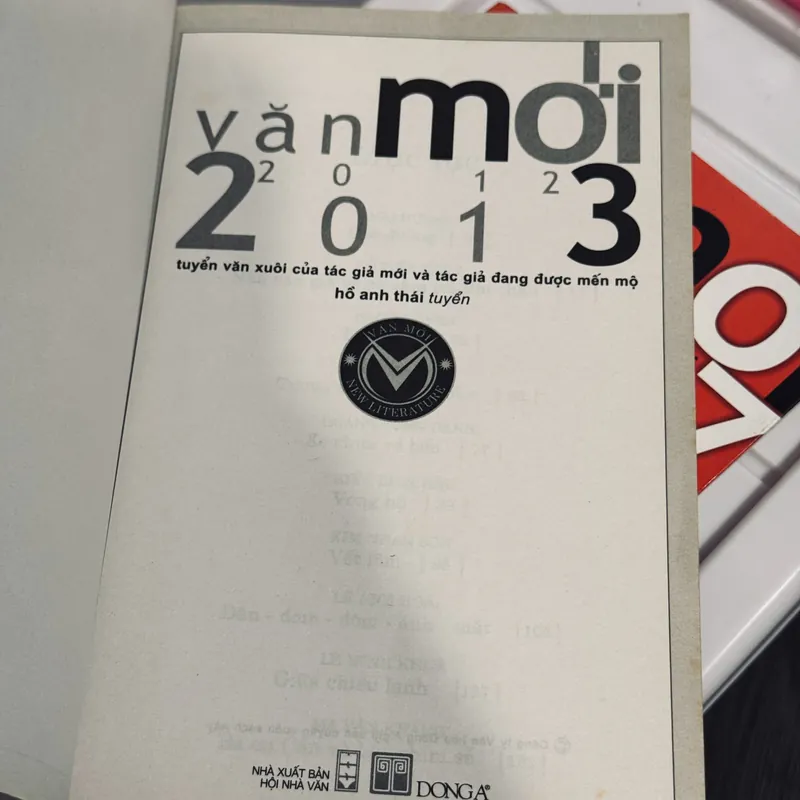 văn mới
2012
2013
tuyển văn xuôi của tác giả mới và tác giả đang được mến mộ
hồ anh thái tuyển
VĂN MỚI
NEW LITERATURE
NHÀ XUẤT BẢN
HỘI NHÀ VĂN
DONGA®